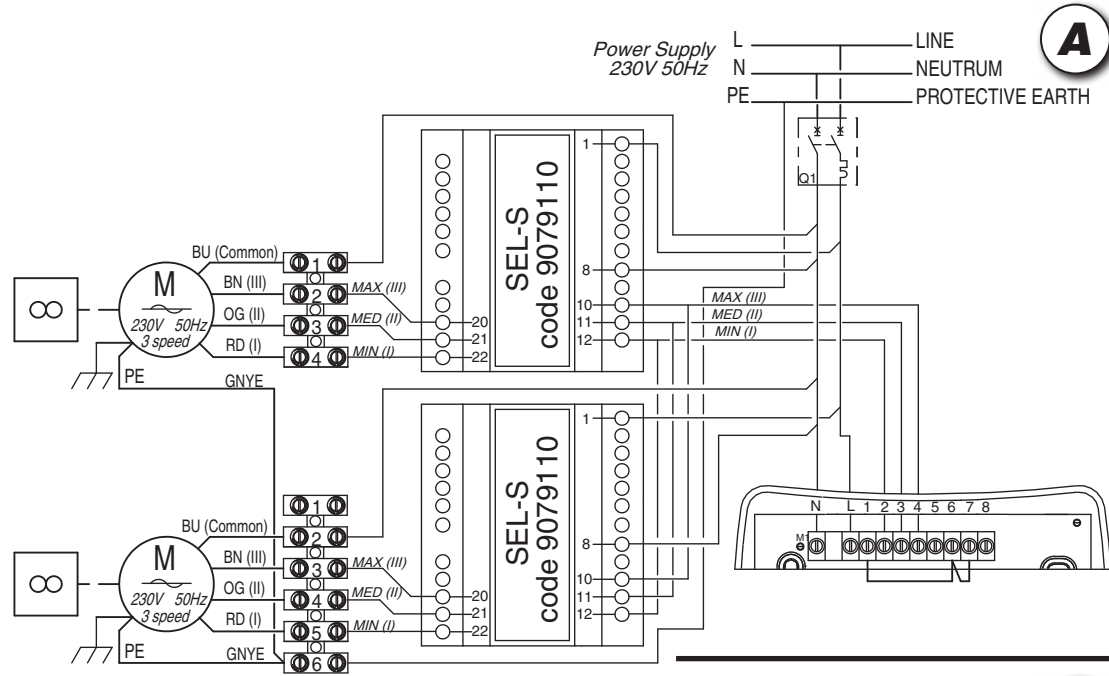 A
Power Supply
230V 50Hz
L LINE
N NEUTRUM
PE PROTECTIVE EARTH
Q1
SEL-S
code 9079110
1
8
10 MAX (III)
11 MED (II)
12 MIN (I)
20
21
22
M
230V 50Hz
3 speed
BU (Common)
BN (III)
OG (II)
RD (I)
PE
GNYE
1
2 MAX (III)
3 MED (II)
4 MIN (I)
SEL-S
code 9079110
1
8
10
11
12
20
21
22
M
230V 50Hz
3 speed
BU (Common)
BN (III)
OG (II)
RD (I)
PE
GNYE
1
2
3 MAX (III)
4 MED (II)
5 MIN (I)
6
N L 1 2 3 4 5 6 7 8
M1